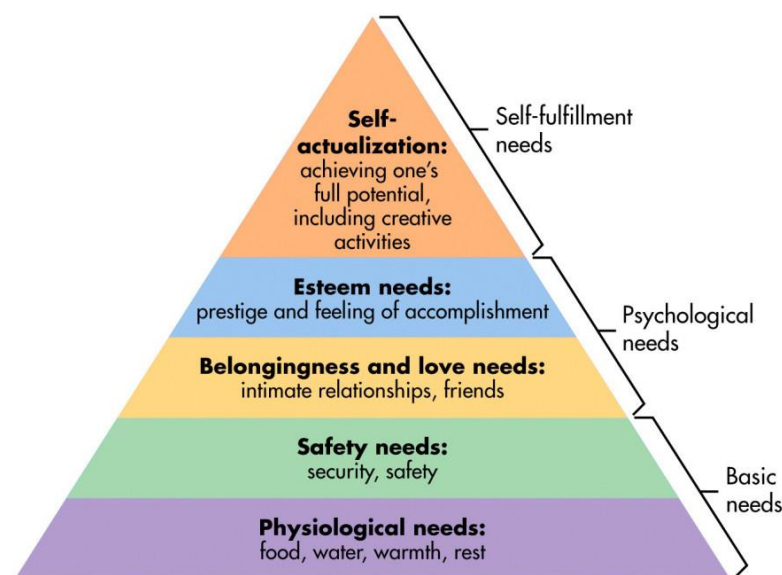 Self-
actualization:
achieving one's
full potential,
including creative
activities
Self-fulfillment
needs
Esteem needs:
prestige and feeling of accomplishment
Psychological
needs
Belongingness and love needs:
intimate relationships, friends
Safety needs:
security, safety
Basic
needs
Physiological needs:
food, water, warmth, rest